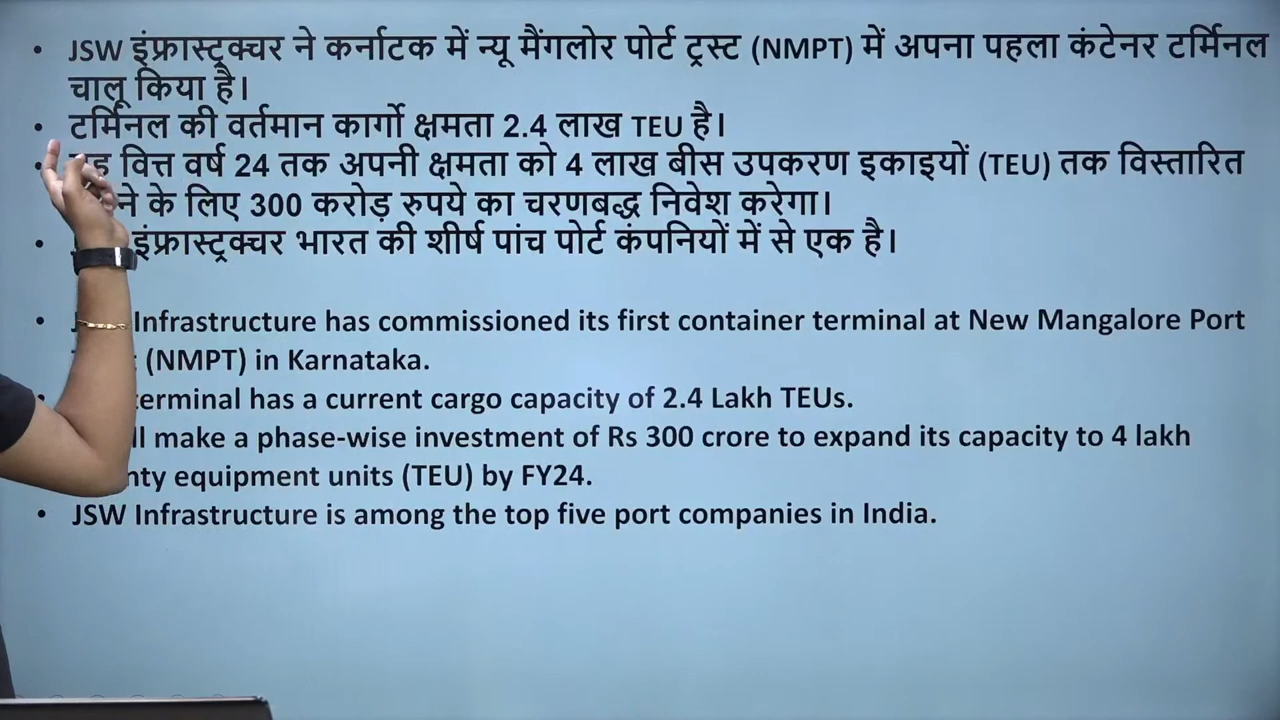 • JSW इंफ्रास्ट्रक्चर ने कर्नाटक में न्यू मैंगलोर पोर्ट ट्रस्ट (NMPT) में अपना पहला कंटेनर टर्मिनल
चालू किया है।
• टर्मिनल की वर्तमान कार्गो क्षमता 2.4 लाख TEU है।
• वित्त वर्ष 24 तक अपनी क्षमता को 4 लाख बीस उपकरण इकाइयों (TEU) तक विस्तारित
के लिए 300 करोड़ रुपये का चरणबद्ध निवेश करेगा।
• इंफ्रास्ट्रक्चर भारत की शीर्ष पांच पोर्ट कंपनियों में से एक है।
• Infrastructure has commissioned its first container terminal at New Mangalore Port
(NMPT) in Karnataka.
terminal has a current cargo capacity of 2.4 Lakh TEUs.
make a phase-wise investment of Rs 300 crore to expand its capacity to 4 lakh
equipment units (TEU) by FY24.
• JSW Infrastructure is among the top five port companies in India.